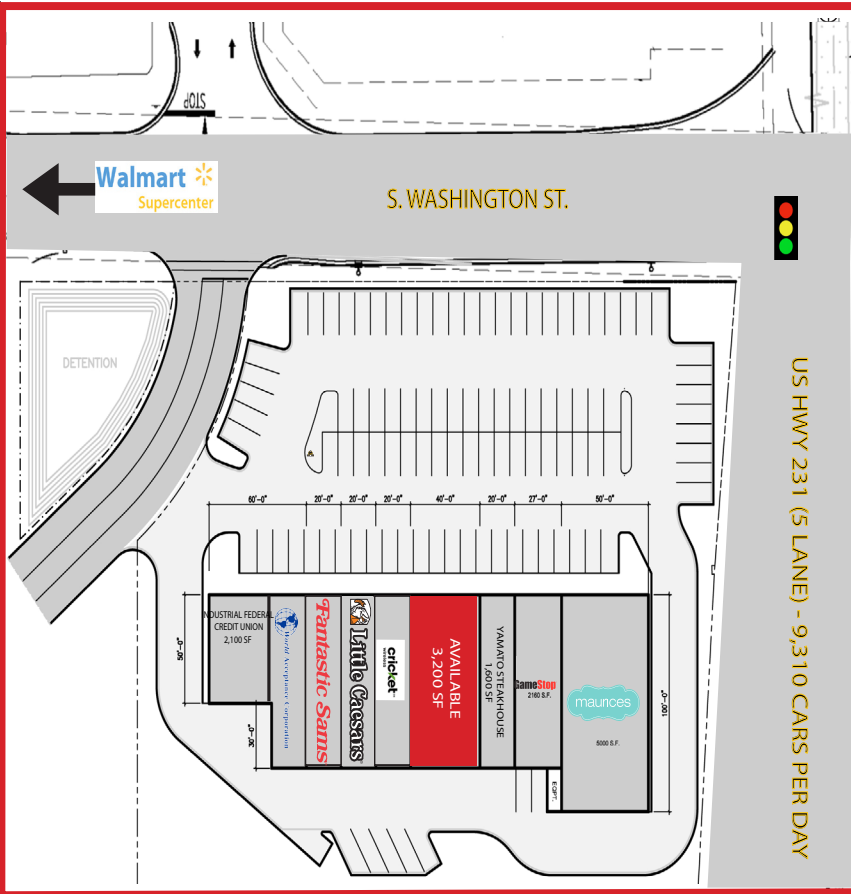 STOP
Walmart
Supercenter
S. WASHINGTON ST.
DETENTION
US HWY 231 (5 LANE) - 9,310 CARS PER DAY
60'-0"
20'-0"
20'-0"
20'-0"
40'-0"
20'-0"
27'-0"
50'-0"
INDUSTRIAL FEDERAL
CREDIT UNION
2,100 SF
World Acceptance Corporation
Fantastic Sams
Little Caesars
cricket
AVAILABLE
3,200 SF
YAMATO STEAKHOUSE
1,600 SF
GameStop
2160 S.F.
maurices
5000 S.F.
50'-0"
30'-0"
100'-0"
EQPT.